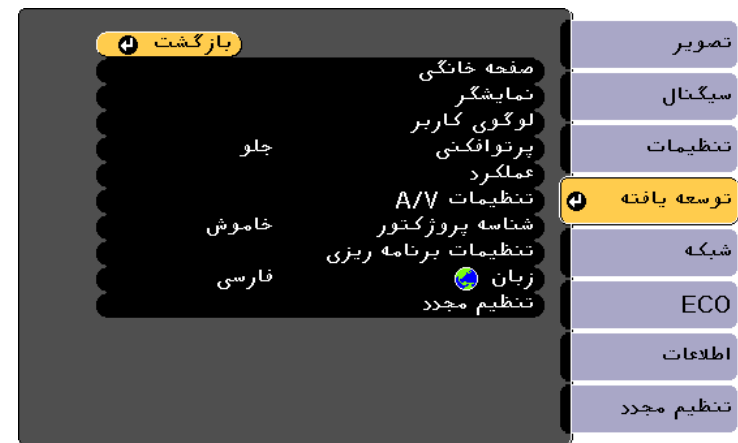 تصویر
سیگنال
تنظیمات
توسعه یافته
شبکه
ECO
اطلاعات
تنظیم مجدد
بازگشت
صفحه خانگی
نمایشگر
لوگوی کاربر
پرتوافکنی جلو
عملکرد
تنظیمات A/V
شناسه پروژکتور خاموش
تنظیمات برنامه ریزی
زبان فارسی
تنظیم مجدد